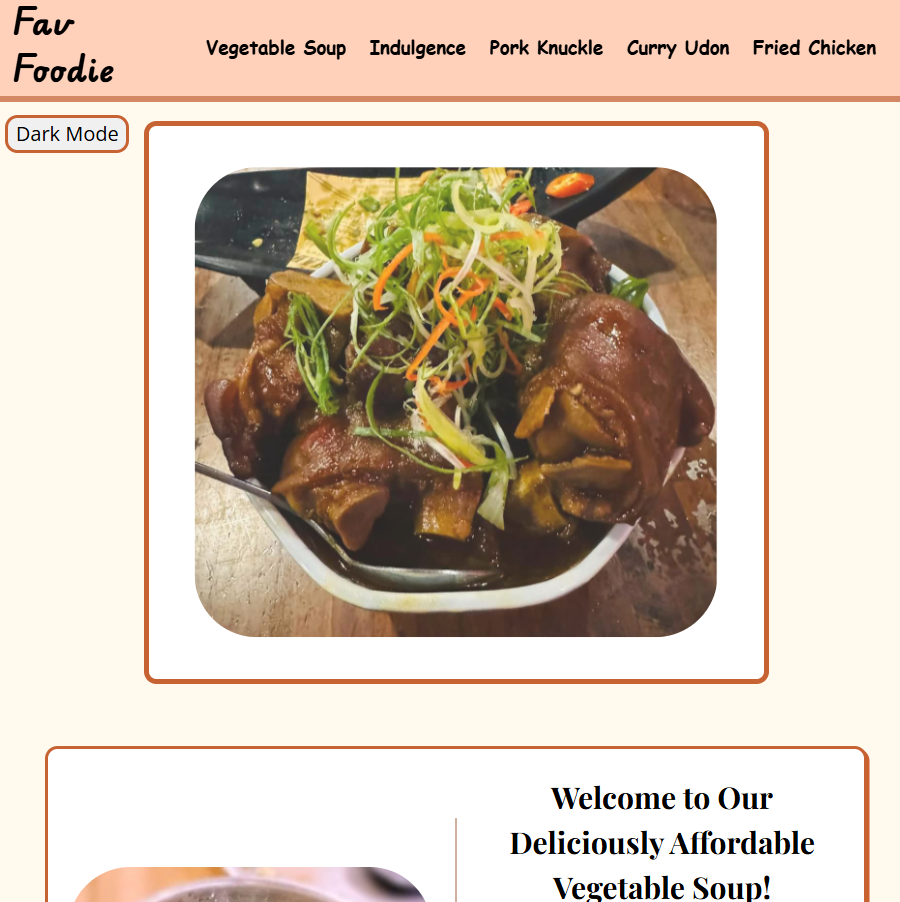 Fav
Foodie
Vegetable Soup Indulgence Pork Knuckle Curry Udon Fried Chicken
Dark Mode
Welcome to Our
Deliciously Affordable
Vegetable Soup!